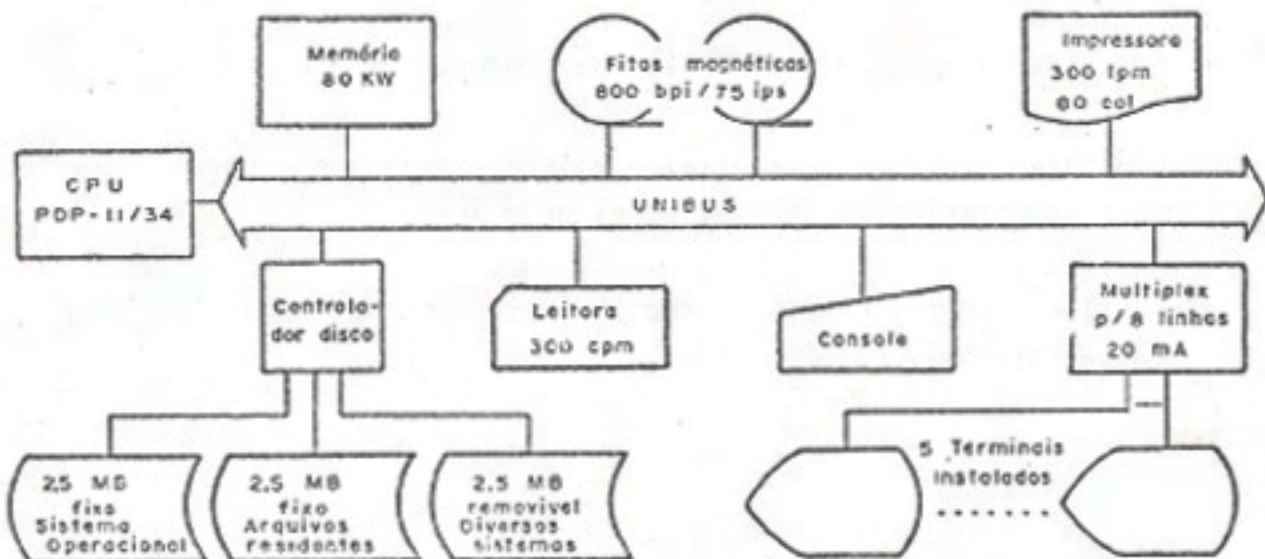 Memória
80 KW
Fitas magnéticas
800 bpi/75 ips
Impressora
300 lpm
80 col
CPU
PDP-11/34
UNIBUS
Controla-
dor disco
Leitora
300 cpm
Console
Multiplex
p/8 linhas
20 mA
2,5 MB
fixo
Sistema
Operacional
2,5 MB
fixo
Arquivos
residentes
2,5 MB
removível
Diversos
sistemas
5 Terminais
Instalados